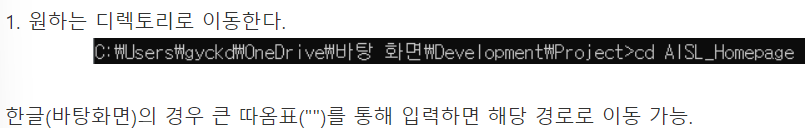 1. 원하는 디렉토리로 이동한다.
C:₩Users₩gyckd₩OneDrive₩바탕 화면₩Development₩Project>cd AISL_Homepage
한글(바탕화면)의 경우 큰 따옴표("")를 통해 입력하면 해당 경로로 이동 가능.